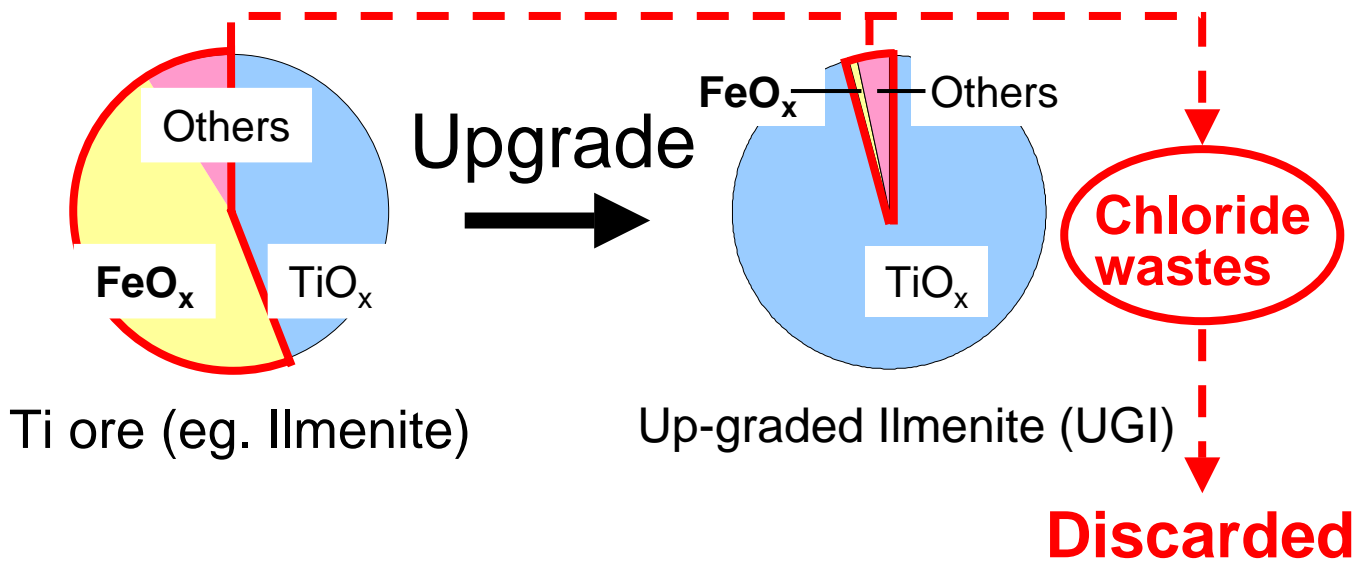 Others
FeOₓ
TiOₓ
Ti ore (eg. Ilmenite)
Upgrade
FeOₓ
Others
TiOₓ
Up-graded Ilmenite (UGI)
Chloride
wastes
Discarded